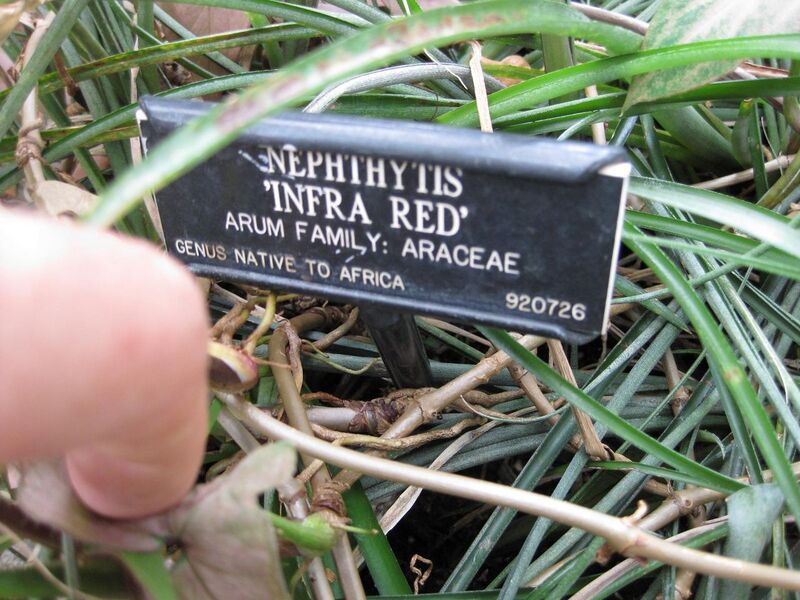 NEPHTHYTIS
'INFRA RED'
ARUM FAMILY: ARACEAE
GENUS NATIVE TO AFRICA
920726